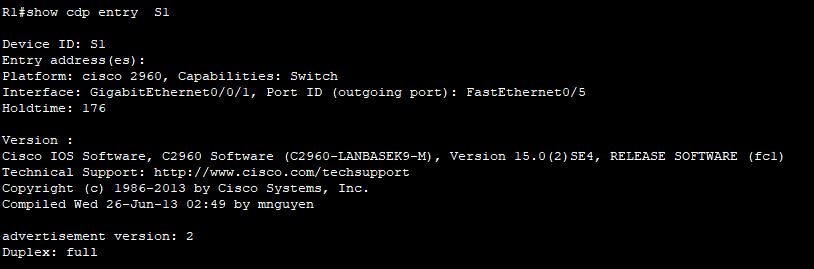 R1#show cdp entry  S1
Device ID: S1
Entry address(es):
Platform: cisco 2960, Capabilities: Switch
Interface: GigabitEthernet0/0/1, Port ID (outgoing port): FastEthernet0/5
Holdtime: 176
Version :
Cisco IOS Software, C2960 Software (C2960-LANBASEK9-M), Version 15.0(2)SE4, RELEASE SOFTWARE (fc1)
Technical Support: http://www.cisco.com/techsupport
Copyright (c) 1986-2013 by Cisco Systems, Inc.
Compiled Wed 26-Jun-13 02:49 by mnguyen
advertisement version: 2
Duplex: full